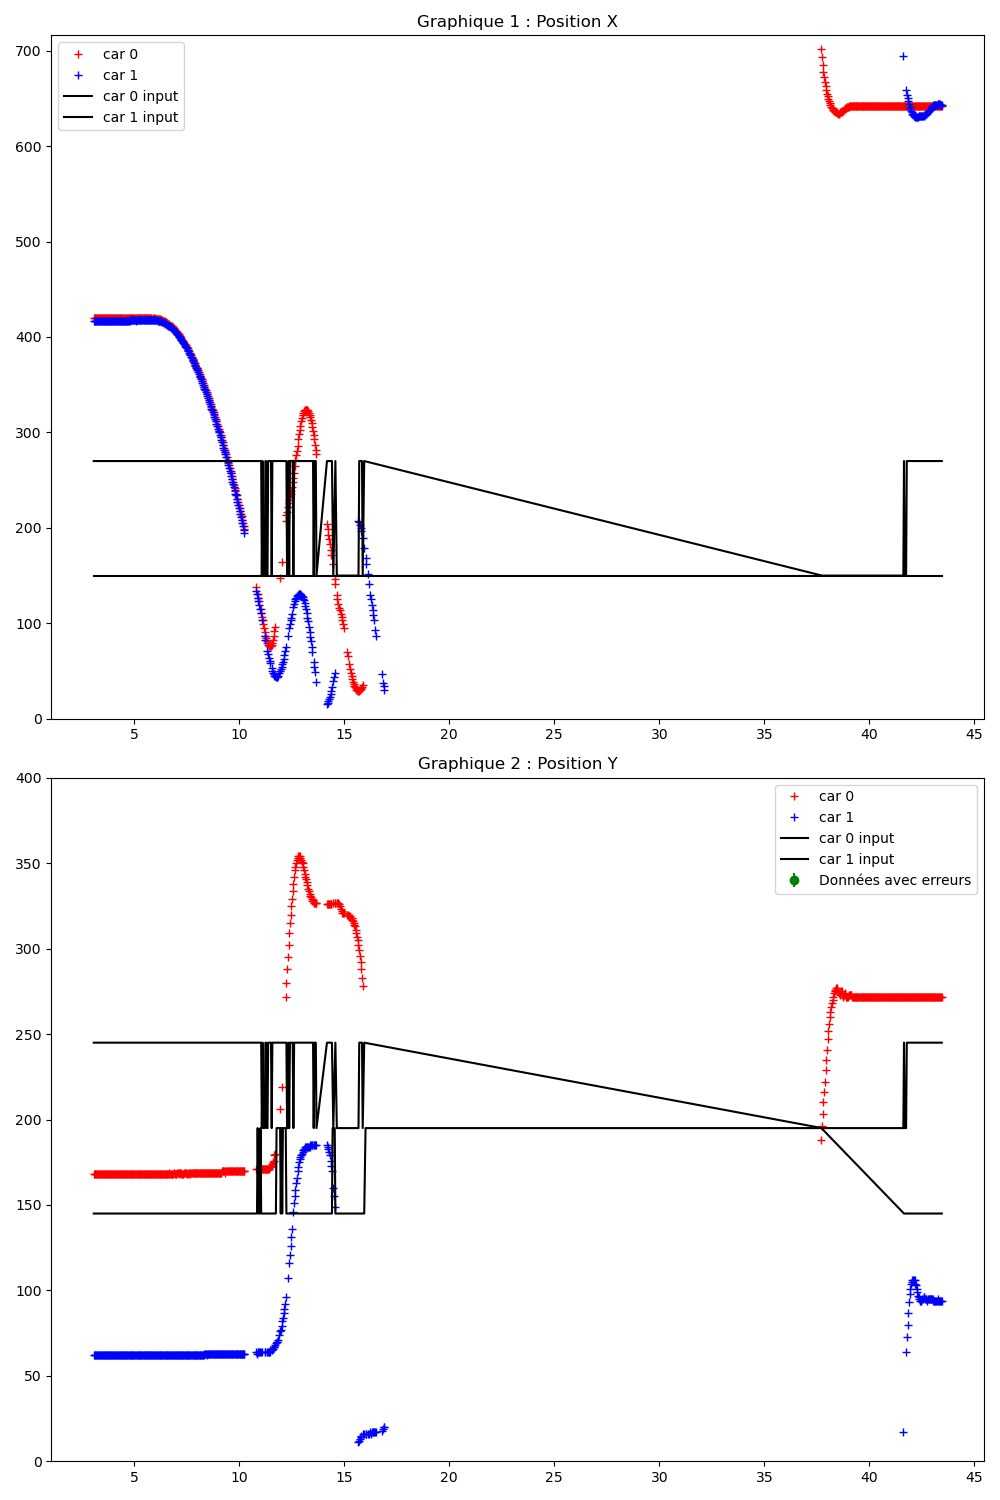 Graphique 1 : Position X
car 0
car 1
car 0 input
car 1 input
700
600
500
400
300
200
100
0
5 10 15 20 25 30 35 40 45
Graphique 2 : Position Y
car 0
car 1
car 0 input
car 1 input
Données avec erreurs
400
350
300
250
200
150
100
50
0
5 10 15 20 25 30 35 40 45